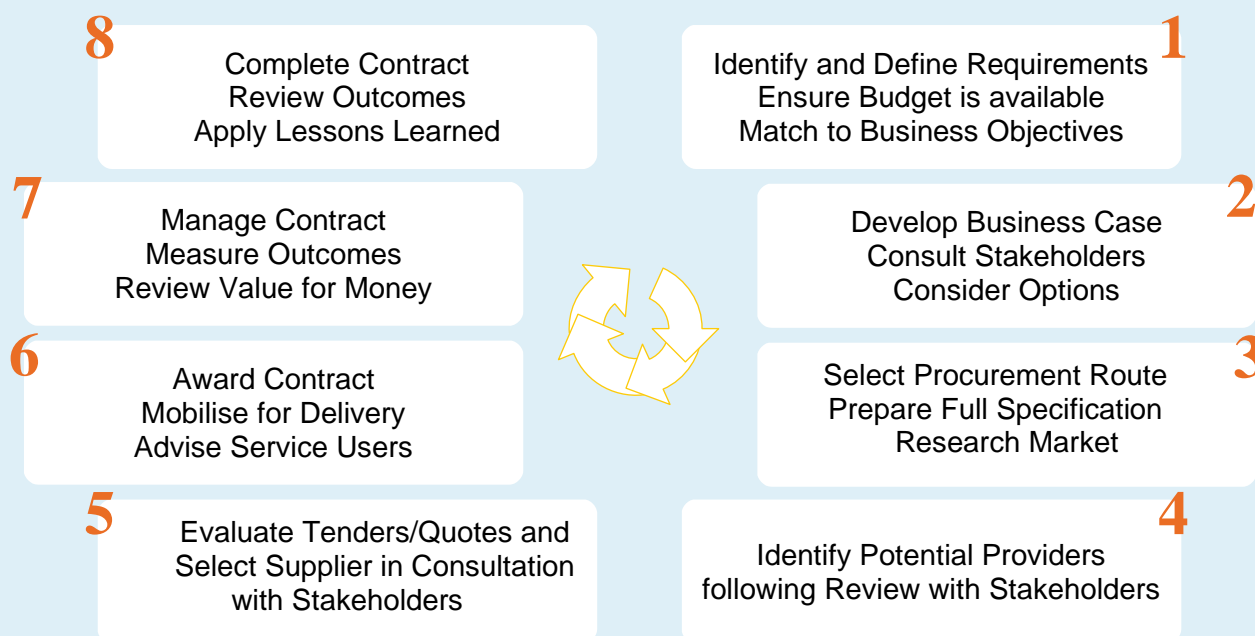 1
Identify and Define Requirements
Ensure Budget is available
Match to Business Objectives
2
Develop Business Case
Consult Stakeholders
Consider Options
3
Select Procurement Route
Prepare Full Specification
Research Market
4
Identify Potential Providers
following Review with Stakeholders
5
Evaluate Tenders/Quotes and
Select Supplier in Consultation
with Stakeholders
6
Award Contract
Mobilise for Delivery
Advise Service Users
7
Manage Contract
Measure Outcomes
Review Value for Money
8
Complete Contract
Review Outcomes
Apply Lessons Learned